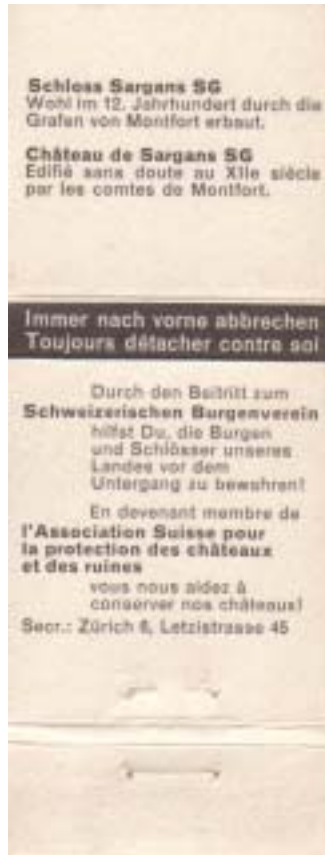 Schloss Sargans SG
Wohl im 12. Jahrhundert durch die
Grafen von Montfort erbaut.
Château de Sargans SG
Edifié sans doute au XIIe siècle
par les comtes de Montfort.
Immer nach vorne abbrechen
Toujours détacher contre soi
Durch den Beitritt zum
Schweizerischen Burgenverein
hilfst Du, die Burgen
und Schlösser unseres
Landes vor dem
Untergang zu bewahren!
En devenant membre de
l'Association Suisse pour
la protection des châteaux
et des ruines
vous nous aidez à
conserver nos châteaux!
Secr.: Zürich 6, Letzistrasse 45